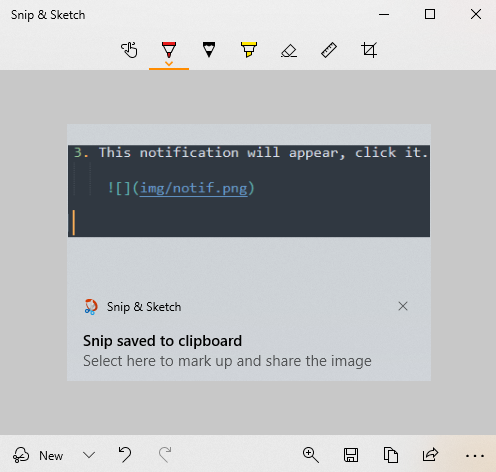 Snip & Sketch
3. This notification will appear, click it.
![](img/notif.png)
Snip & Sketch
Snip saved to clipboard
Select here to mark up and share the image
New